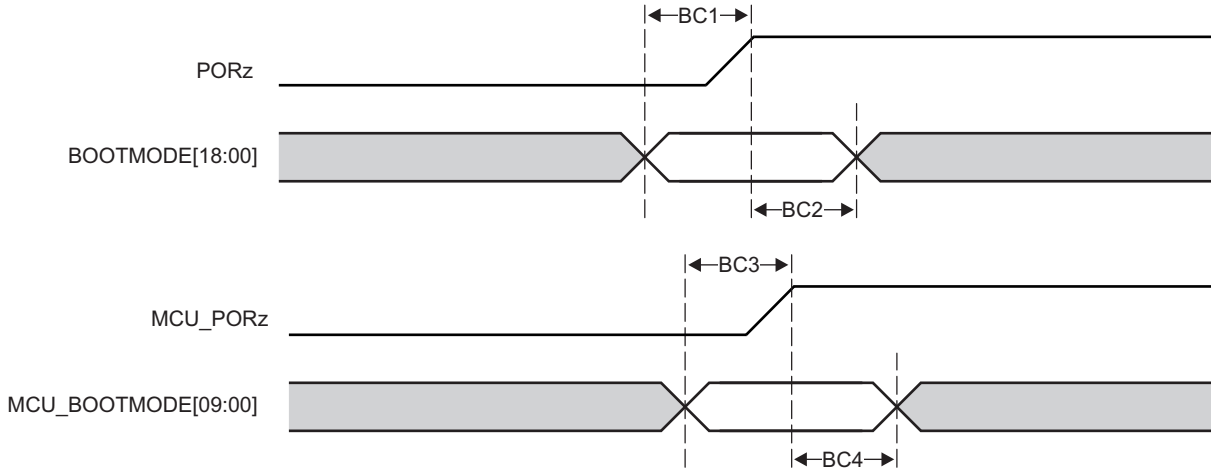 BC1
PORz
BOOTMODE[18:00]
BC2
BC3
MCU_PORz
MCU_BOOTMODE[09:00]
BC4